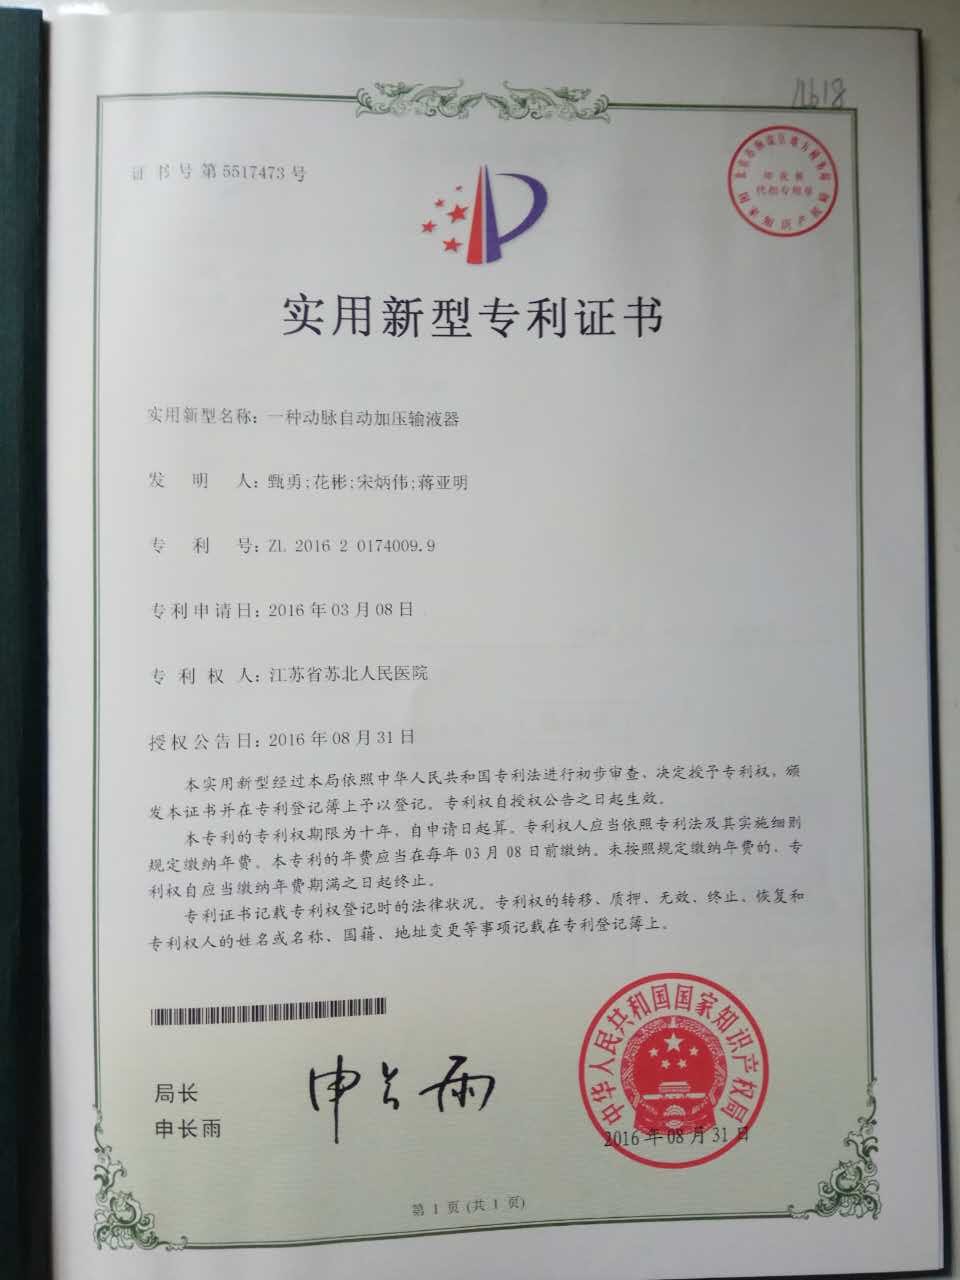 1618
证书号第5517473号
印花税
代扣专用章
国家知识产权局
实用新型专利证书
实用新型名称：一种动脉自动加压输液器
发明人：甄勇;花彬;宋炳伟;蒋亚明
专利号：ZL 2016 2 0174009.9
专利申请日：2016年03月08日
专利权人：江苏省苏北人民医院
授权公告日：2016年08月31日
本实用新型经过本局依照中华人民共和国专利法进行初步审查，决定授予专利权，颁
发本证书并在专利登记簿上予以登记。专利权自授权公告之日起生效。
本专利的专利权期限为十年，自申请日起算。专利权人应当依照专利法及其实施细则
规定缴纳年费。本专利的年费应当在每年03月08日前缴纳。未按照规定缴纳年费的，专
利权自应当缴纳年费期满之日起终止。
专利证书记载专利权登记时的法律状况。专利权的转移、质押、无效、终止、恢复和
专利权人的姓名或名称、国籍、地址变更等事项记载在专利登记簿上。
局长
申长雨
申长雨
中华人民共和国国家知识产权局
2016年08月31日
第1页(共1页)